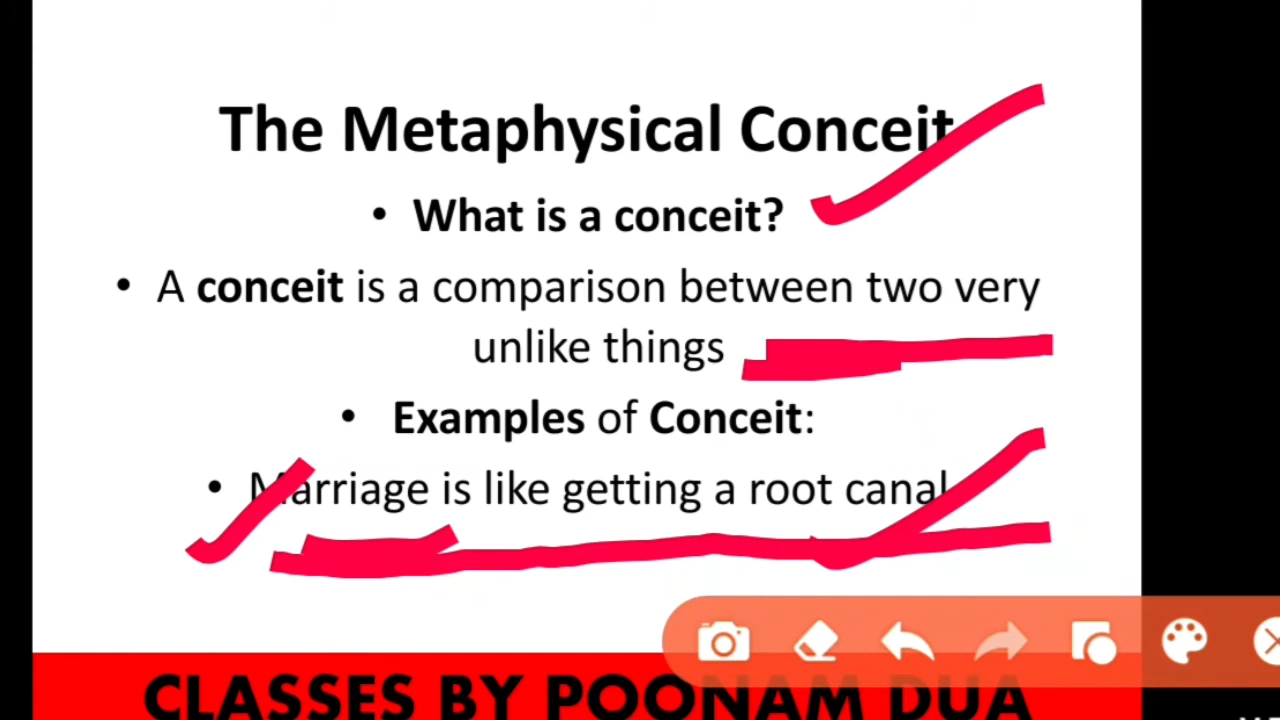 The Metaphysical Conceit
• What is a conceit?
• A conceit is a comparison between two very
unlike things
• Examples of Conceit:
• Marriage is like getting a root canal
CLASSES BY POONAM DUA